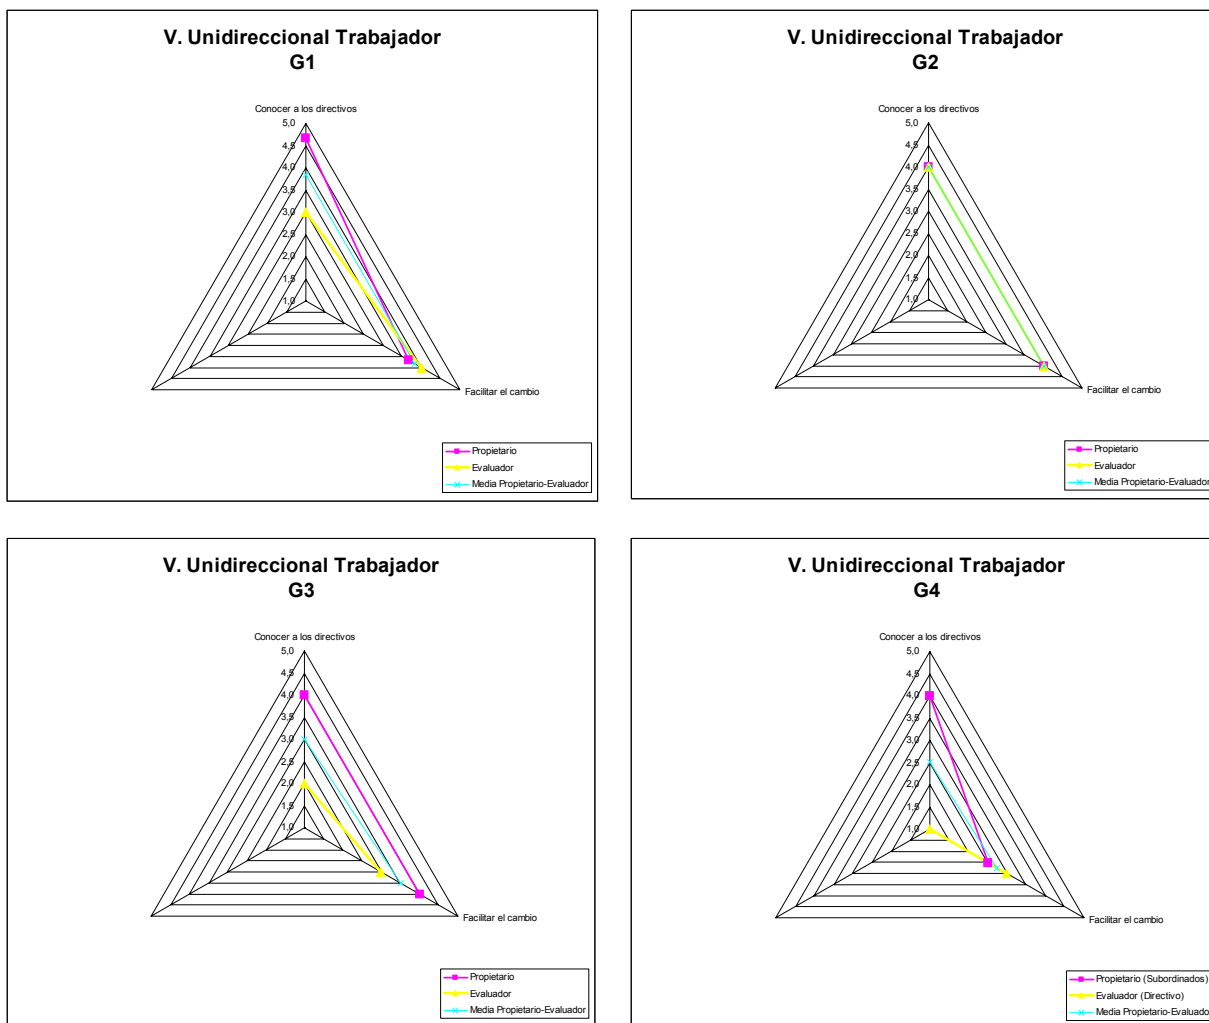 V. Unidireccional Trabajador
G1
Conocer a los directivos
5,0
4,5
4,0
3,5
3,0
2,5
2,0
1,5
1,0
Facilitar el cambio
Propietario
Evaluador
Media Propietario-Evaluador
V. Unidireccional Trabajador
G2
Conocer a los directivos
5,0
4,5
4,0
3,5
3,0
2,5
2,0
1,5
1,0
Facilitar el cambio
Propietario
Evaluador
Media Propietario-Evaluador
V. Unidireccional Trabajador
G3
Conocer a los directivos
5,0
4,5
4,0
3,5
3,0
2,5
2,0
1,5
1,0
Facilitar el cambio
Propietario
Evaluador
Media Propietario-Evaluador
V. Unidireccional Trabajador
G4
Conocer a los directivos
5,0
4,5
4,0
3,5
3,0
2,5
2,0
1,5
1,0
Facilitar el cambio
Propietario (Subordinados)
Evaluador (Directivo)
Media Propietario-Evaluador